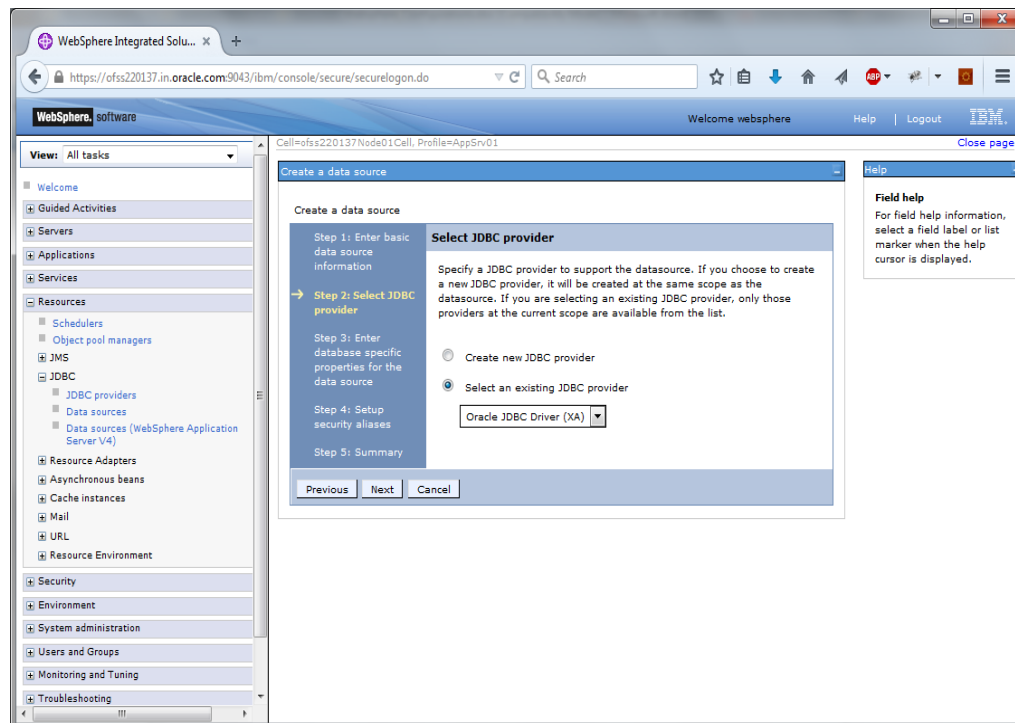 WebSphere Integrated Solu... ×
+
https://ofss220137.in.oracle.com:9043/ibm/console/secure/securelogon.do
Search
ABP
WebSphere. software
Welcome websphere
Help | Logout
IBM.
View: All tasks
Welcome
Guided Activities
Servers
Applications
Services
Resources
Schedulers
Object pool managers
JMS
JDBC
JDBC providers
Data sources
Data sources (WebSphere Application
Server V4)
Resource Adapters
Asynchronous beans
Cache instances
Mail
URL
Resource Environment
Security
Environment
System administration
Users and Groups
Monitoring and Tuning
Troubleshooting
Cell=ofss220137Node01Cell, Profile=AppSrv01
Close page
Create a data source
Create a data source
Step 1: Enter basic
data source
information
Step 2: Select JDBC
provider
Step 3: Enter
database specific
properties for the
data source
Step 4: Setup
security aliases
Step 5: Summary
Select JDBC provider
Specify a JDBC provider to support the datasource. If you choose to create
a new JDBC provider, it will be created at the same scope as the
datasource. If you are selecting an existing JDBC provider, only those
providers at the current scope are available from the list.
Create new JDBC provider
Select an existing JDBC provider
Oracle JDBC Driver (XA)
Previous Next Cancel
Help
Field help
For field help information,
select a field label or list
marker when the help
cursor is displayed.